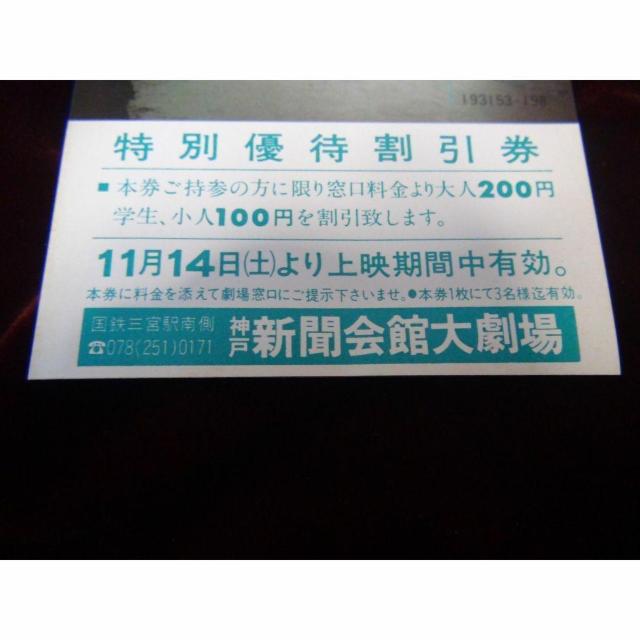 193153-198
特別優待割引券
■本券ご持参の方に限り窓口料金より大人200円
学生、小人100円を割引致します。
11月14日(土)より上映期間中有効。
本券に料金を添えて劇場窓口にご提示下さいませ。●本券1枚にて3名様迄有効。
国鉄三宮駅南側
☎078(251)0171
神戸
新聞会館大劇場